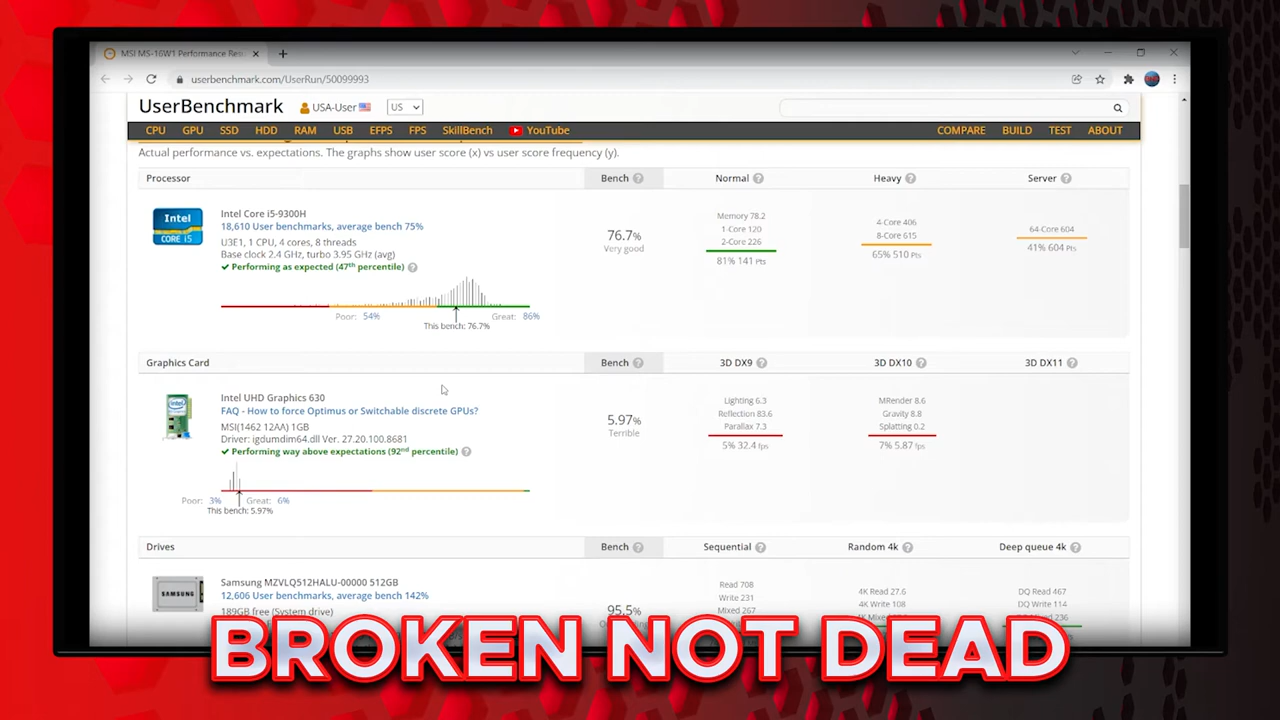 MSI MS-16W1 Performance Res
userbenchmark.com/UserRun/50099993
UserBenchmark USA-User US
CPU GPU SSD HDD RAM USB EFPS FPS SkillBench YouTube COMPARE BUILD TEST ABOUT
Actual performance vs. expectations. The graphs show user score (x) vs user score frequency (y).
Processor Bench Normal Heavy Server
Intel CORE i5
Intel Core i5-9300H
18,610 User benchmarks, average bench 75%
U3E1, 1 CPU, 4 cores, 8 threads
Base clock 2.4 GHz, turbo 3.95 GHz (avg)
✔ Performing as expected (47th percentile)
Poor: 54% Great: 86%
This bench: 76.7%
76.7%
Very good
Memory 78.2
1-Core 120
2-Core 226
81% 141 Pts
4-Core 406
8-Core 615
65% 510 Pts
64-Core 604
41% 604 Pts
Graphics Card Bench 3D DX9 3D DX10 3D DX11
Intel UHD Graphics 630
FAQ - How to force Optimus or Switchable discrete GPUs?
MSI(1462 12AA) 1GB
Driver: igdumdim64.dll Ver. 27.20.100.8681
✔ Performing way above expectations (92nd percentile)
Poor: 3% Great: 6%
This bench: 5.97%
5.97%
Terrible
Lighting 6.3
Reflection 83.6
Parallax 7.3
5% 32.4 fps
MRender 8.6
Gravity 8.8
Splatting 0.2
7% 5.87 fps
Drives Bench Sequential Random 4k Deep queue 4k
SAMSUNG
Samsung MZVLQ512HALU-00000 512GB
12,606 User benchmarks, average bench 142%
189GB free (System drive)
95.5%
Read 708
Write 231
Mixed 267
4K Read 27.6
4K Write 108
DQ Read 467
DQ Write 114
BROKEN NOT DEAD